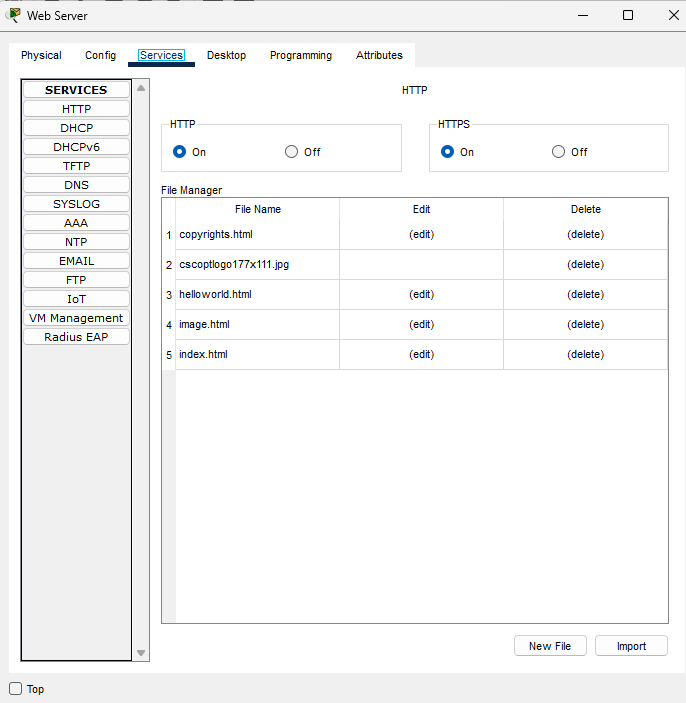 Web Server
Physical Config Services Desktop Programming Attributes
SERVICES
HTTP
DHCP
DHCPv6
TFTP
DNS
SYSLOG
AAA
NTP
EMAIL
FTP
IoT
VM Management
Radius EAP
HTTP
HTTP
On Off
HTTPS
On Off
File Manager
File Name Edit Delete
1 copyrights.html (edit) (delete)
2 cscoptlogo177x111.jpg (delete)
3 helloworld.html (edit) (delete)
4 image.html (edit) (delete)
5 index.html (edit) (delete)
New File Import
Top